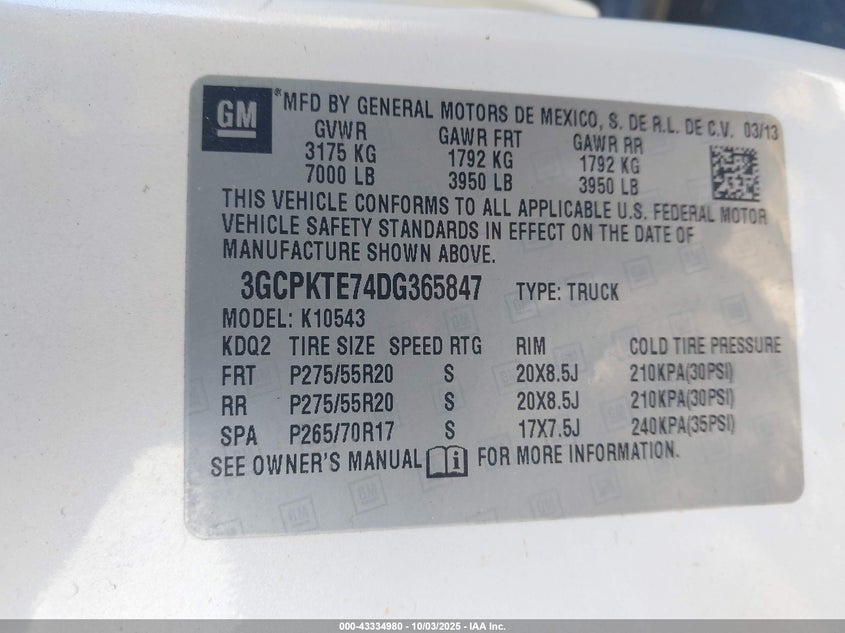 GM
*MFD BY GENERAL MOTORS DE MEXICO, S. DE R.L. DE C.V. 03/13
GVWR GAWR FRT GAWR RR
3175 KG 1792 KG 1792 KG
7000 LB 3950 LB 3950 LB
THIS VEHICLE CONFORMS TO ALL APPLICABLE U.S. FEDERAL MOTOR
VEHICLE SAFETY STANDARDS IN EFFECT ON THE DATE OF
MANUFACTURE SHOWN ABOVE.
3GCPKTE74DG365847 TYPE: TRUCK
MODEL: K10543
KDQ2 TIRE SIZE SPEED RTG RIM COLD TIRE PRESSURE
FRT P275/55R20 S 20X8.5J 210KPA(30PSI)
RR P275/55R20 S 20X8.5J 210KPA(30PSI)
SPA P265/70R17 S 17X7.5J 240KPA(35PSI)
SEE OWNER'S MANUAL FOR MORE INFORMATION.
000-43334980 - 10/03/2025 - IAA Inc.